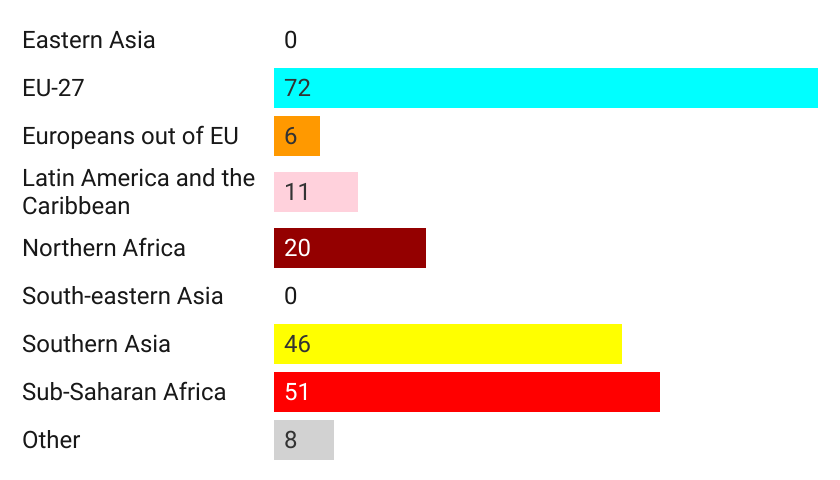 Eastern Asia 0
EU-27 72
Europeans out of EU 6
Latin America and the
Caribbean 11
Northern Africa 20
South-eastern Asia 0
Southern Asia 46
Sub-Saharan Africa 51
Other 8